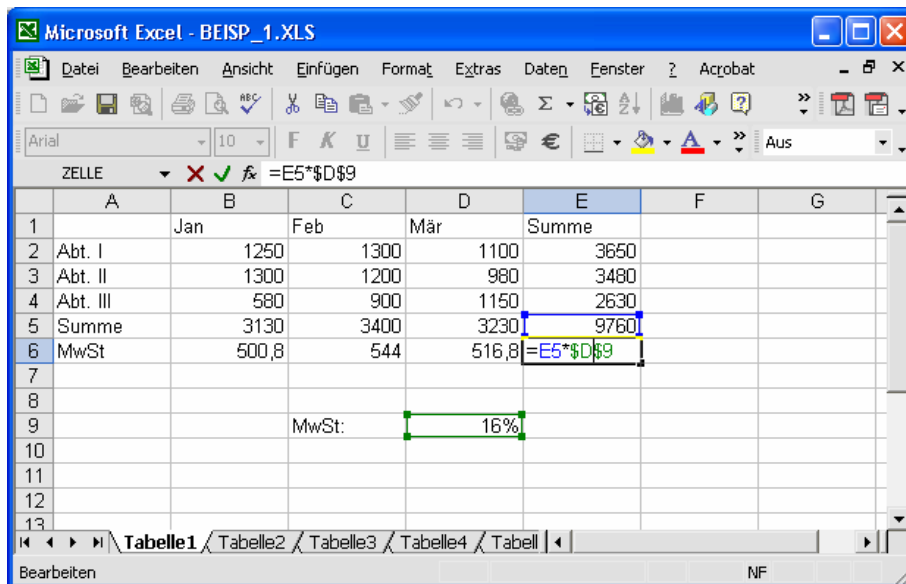 Microsoft Excel - BEISP_1.XLS
Datei Bearbeiten Ansicht Einfügen Format Extras Daten Fenster ? Acrobat
Arial 10 F K U € A Aus
ZELLE fx =E5*$D$9
A B C D E F G
1 Jan Feb Mär Summe
2 Abt. I 1250 1300 1100 3650
3 Abt. II 1300 1200 980 3480
4 Abt. III 580 900 1150 2630
5 Summe 3130 3400 3230 9760
6 MwSt 500,8 544 516,8 =E5*$D$9
7
8
9 MwSt: 16%
10
11
12
13
Tabelle1 Tabelle2 Tabelle3 Tabelle4 Tabell
Bearbeiten NF